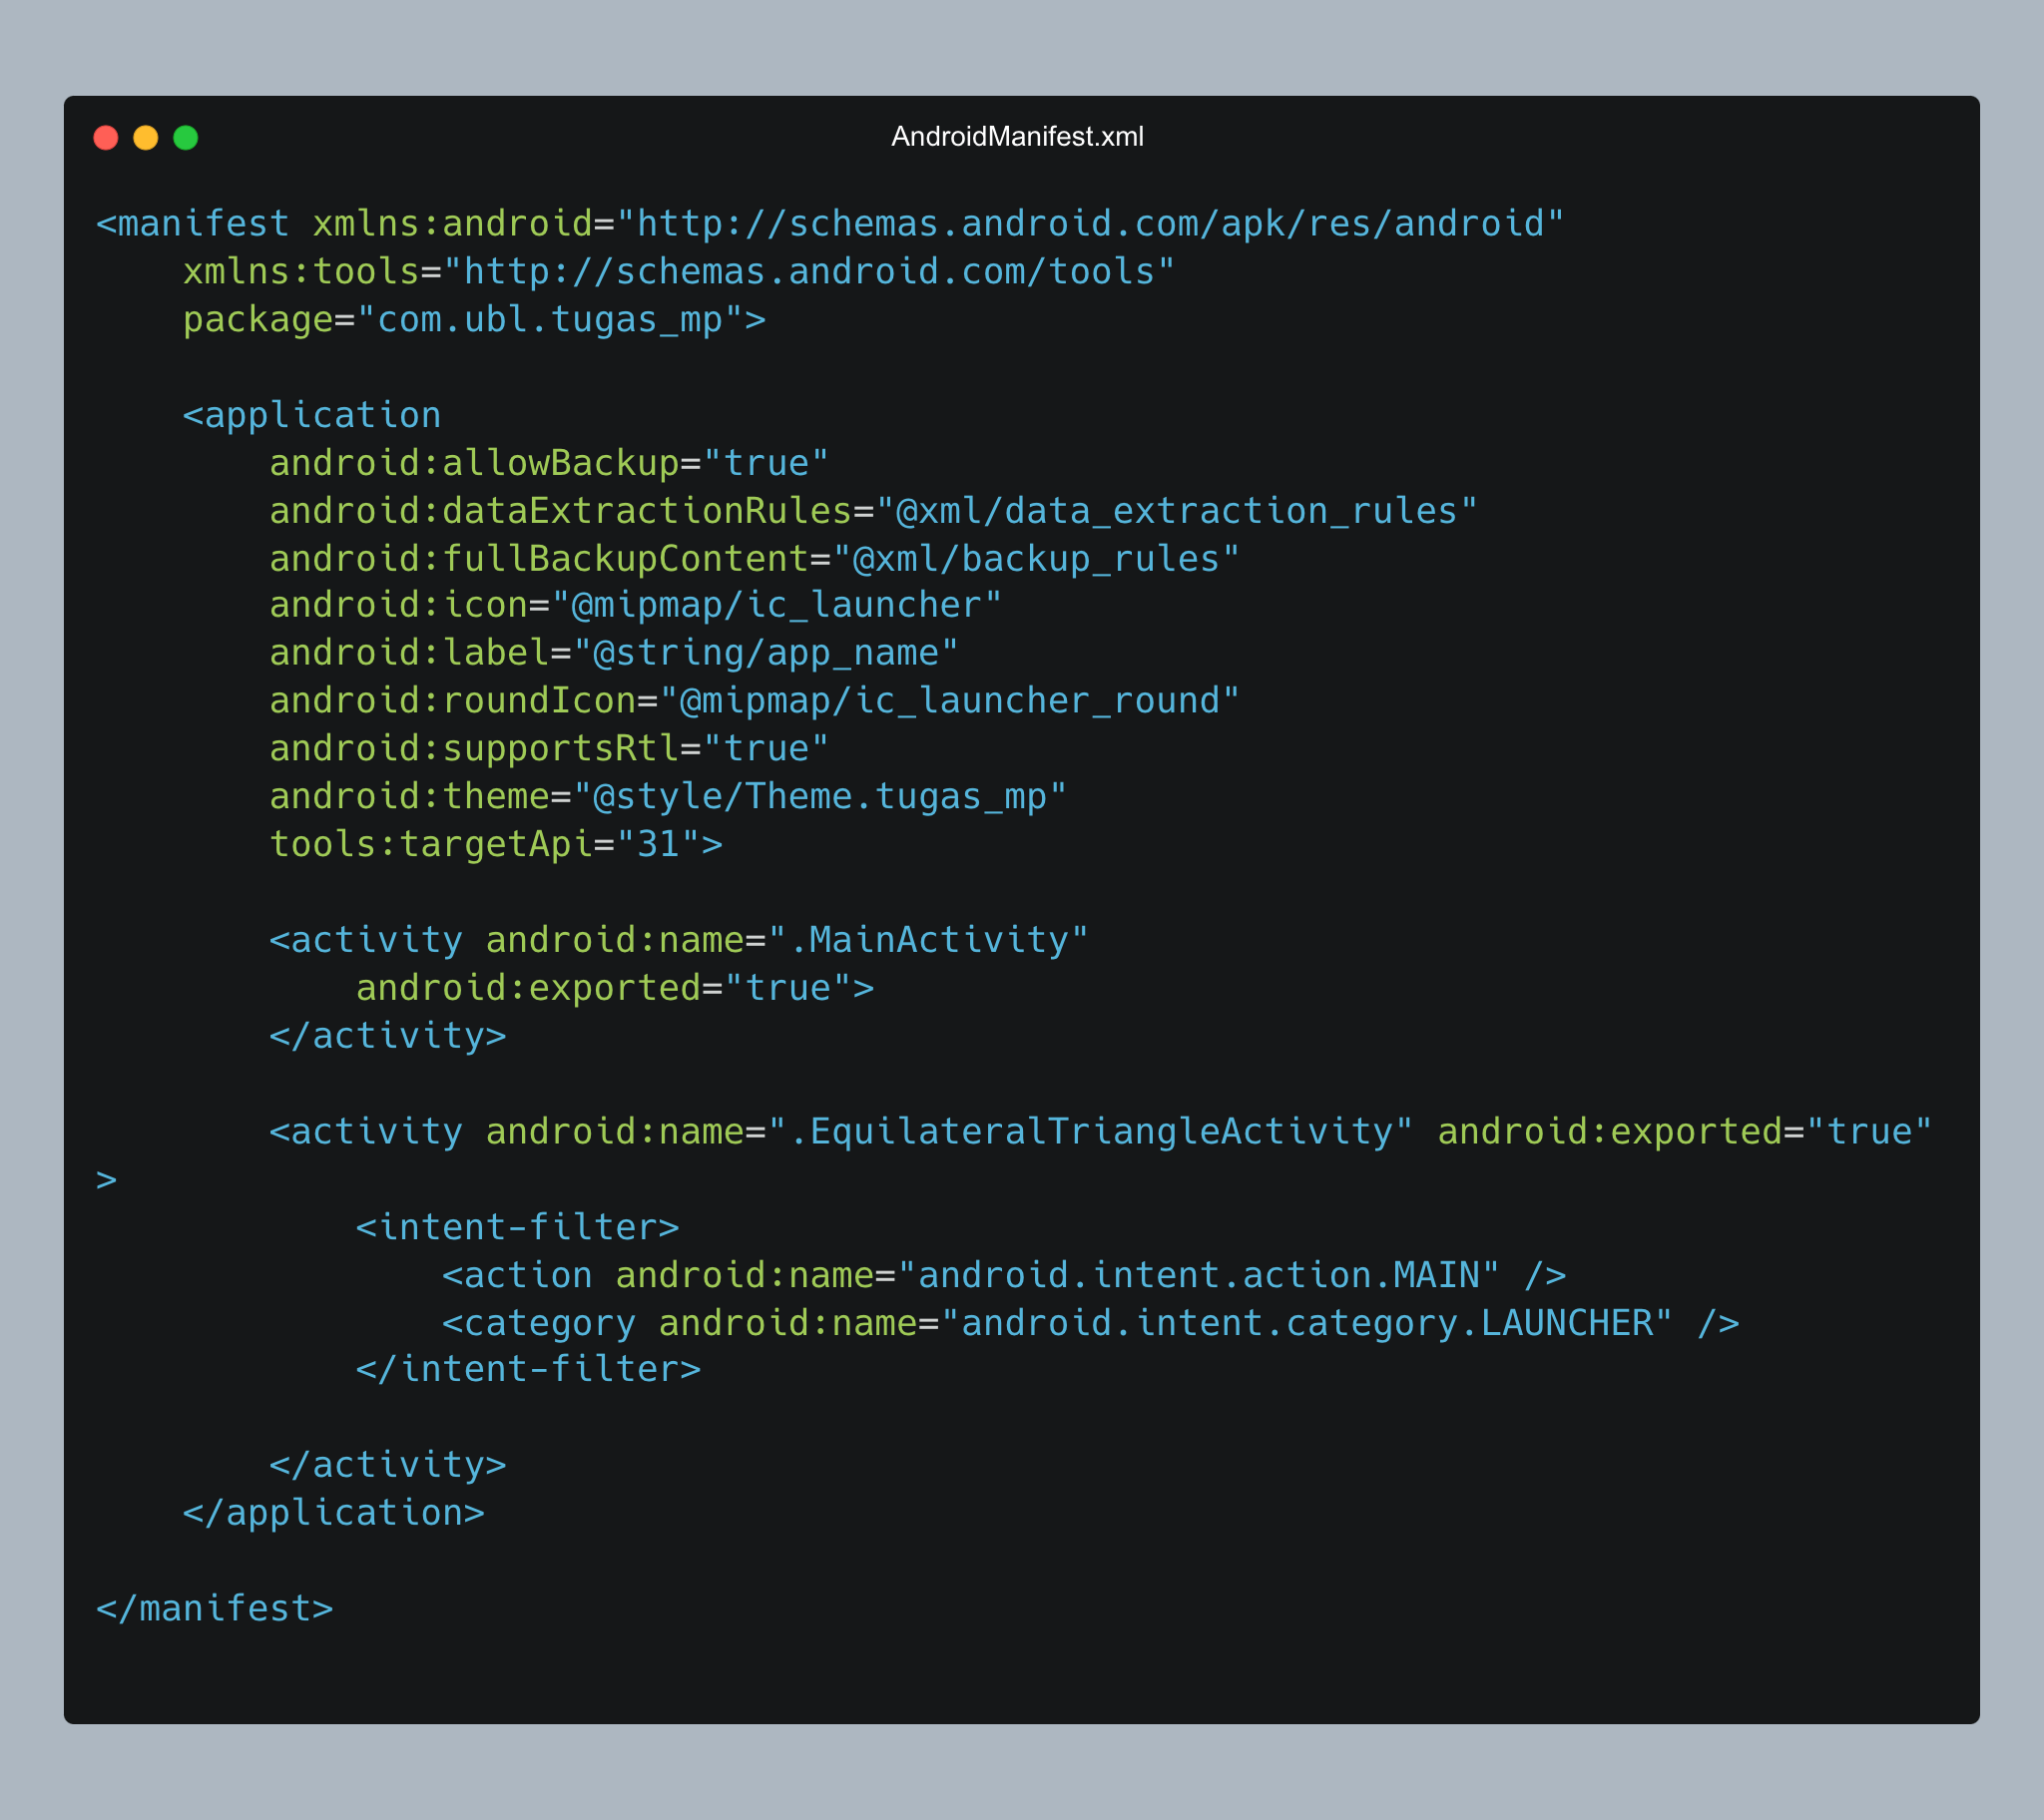 AndroidManifest.xml
<manifest xmlns:android="http://schemas.android.com/apk/res/android"
    xmlns:tools="http://schemas.android.com/tools"
    package="com.ubl.tugas_mp">

    <application
        android:allowBackup="true"
        android:dataExtractionRules="@xml/data_extraction_rules"
        android:fullBackupContent="@xml/backup_rules"
        android:icon="@mipmap/ic_launcher"
        android:label="@string/app_name"
        android:roundIcon="@mipmap/ic_launcher_round"
        android:supportsRtl="true"
        android:theme="@style/Theme.tugas_mp"
        tools:targetApi="31">

        <activity android:name=".MainActivity"
            android:exported="true">
        </activity>

        <activity android:name=".EquilateralTriangleActivity" android:exported="true"
>
            <intent-filter>
                <action android:name="android.intent.action.MAIN" />
                <category android:name="android.intent.category.LAUNCHER" />
            </intent-filter>

        </activity>
    </application>

</manifest>